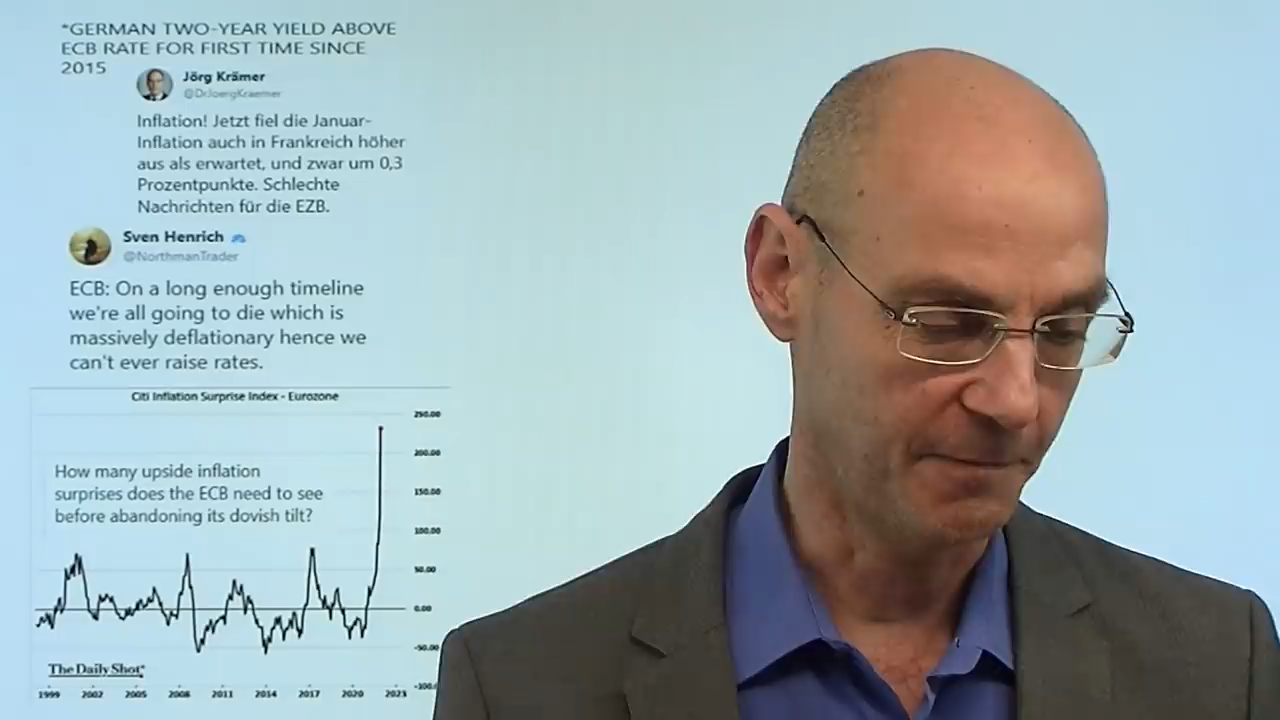 *GERMAN TWO-YEAR YIELD ABOVE
ECB RATE FOR FIRST TIME SINCE
2015
Jörg Krämer
@DrJoergKraemer
Inflation! Jetzt fiel die Januar-
Inflation auch in Frankreich höher
aus als erwartet, und zwar um 0,3
Prozentpunkte. Schlechte
Nachrichten für die EZB.
Sven Henrich
@NorthmanTrader
ECB: On a long enough timeline
we're all going to die which is
massively deflationary hence we
can't ever raise rates.
Citi Inflation Surprise Index - Eurozone
250.00
200.00
How many upside inflation
surprises does the ECB need to see
before abandoning its dovish tilt?
150.00
100.00
50.00
0.00
-50.00
-100.0
The Daily Shot
1999 2002 2005 2008 2011 2014 2017 2020 2023